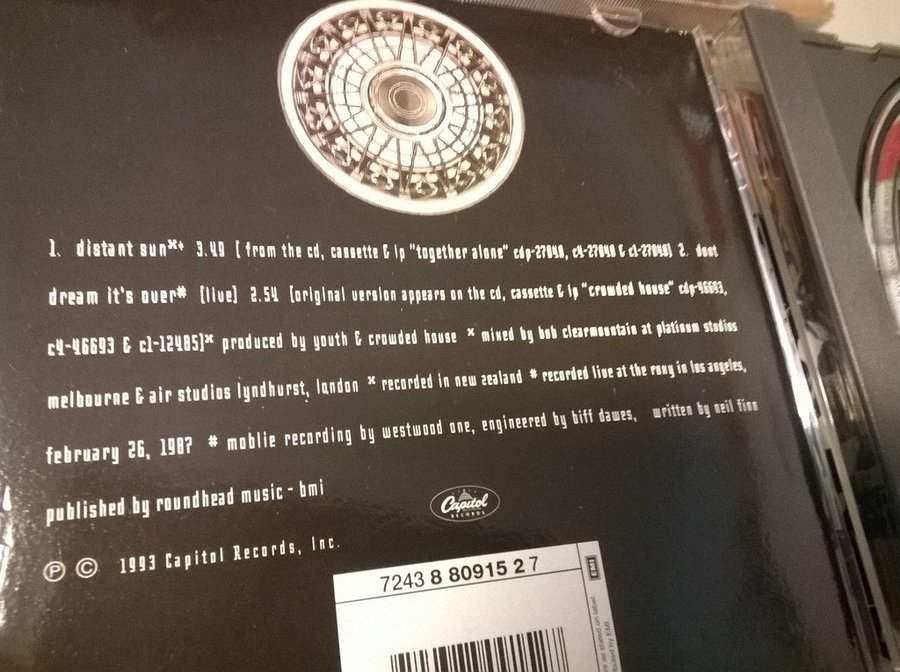 1. distant sun*+ 3.49 [ from the cd, cassette & lp "together alone" cdp-27048, c4-27048 & c1-27048] 2. dont
dream it's over# [live] 2.54 [original version appears on the cd, cassette & lp "crowded house" cdp-46693,
c4-46693 & c1-12485]* produced by youth & crowded house * mixed by bob clearmountain at platinum studios
melbourne & air studios lyndhurst, london * recorded in new zealand # recorded live at the roxy in los angeles,
february 26, 1987 # moblie recording by westwood one, engineered by biff dawes, written by neil finn
published by roundhead music - bmi
Capitol
RECORDS
Ⓟ © 1993 Capitol Records, Inc.
7243 8 80915 2 7
EMI
as stated on label.